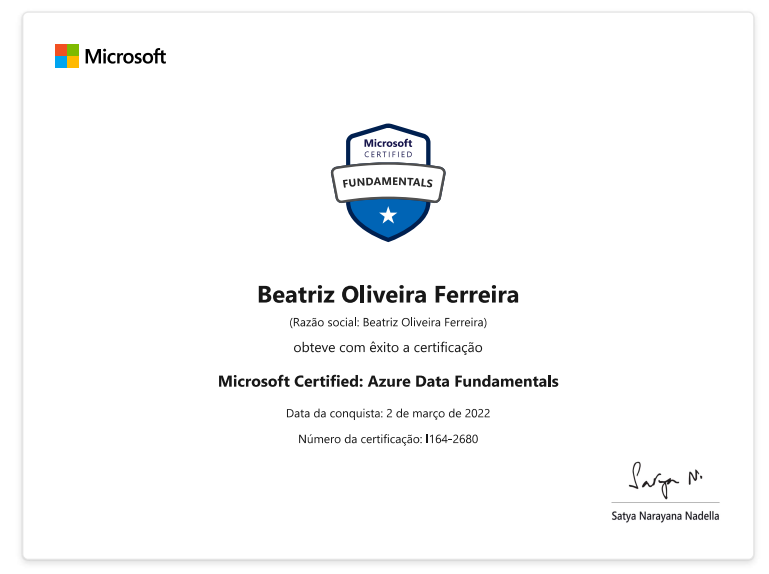 Microsoft
Microsoft
CERTIFIED
FUNDAMENTALS
Beatriz Oliveira Ferreira
(Razão social: Beatriz Oliveira Ferreira)
obteve com êxito a certificação
Microsoft Certified: Azure Data Fundamentals
Data da conquista: 2 de março de 2022
Número da certificação: I164-2680
Satya N.
Satya Narayana Nadella